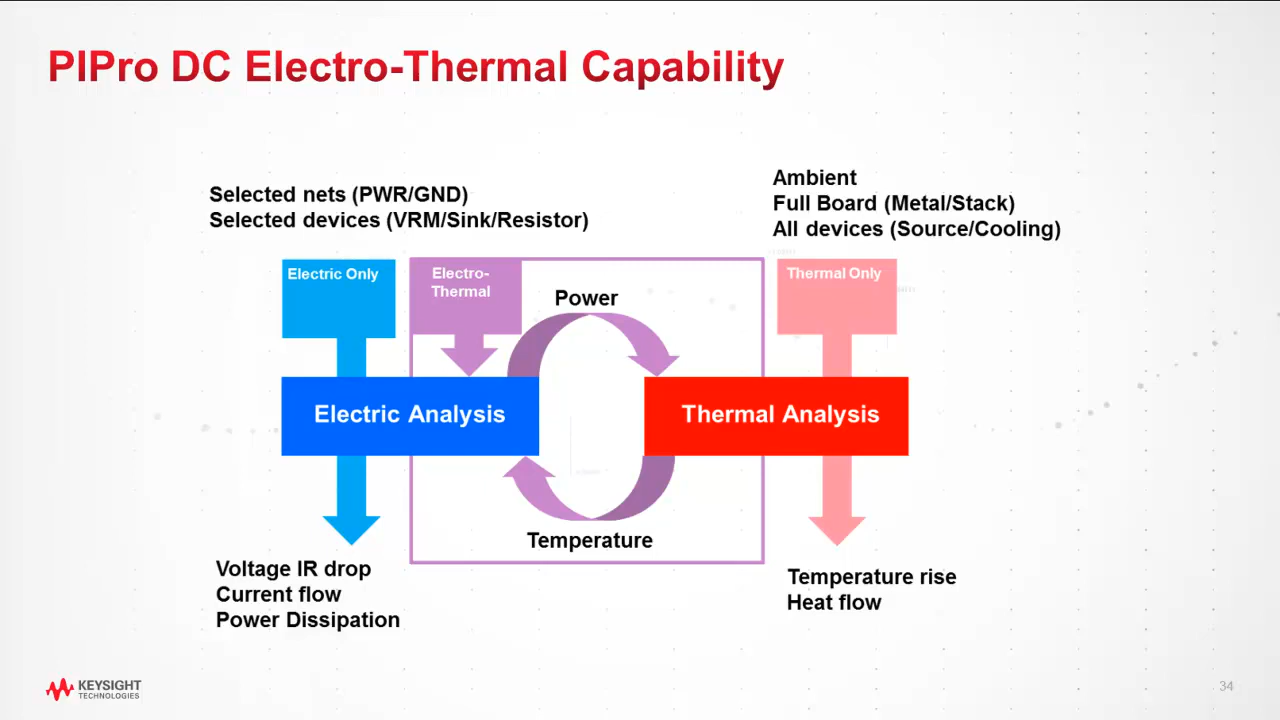 PIPro DC Electro-Thermal Capability
Selected nets (PWR/GND)
Selected devices (VRM/Sink/Resistor)
Ambient
Full Board (Metal/Stack)
All devices (Source/Cooling)
Electric Only
Electro-
Thermal
Power
Thermal Only
Electric Analysis
Thermal Analysis
Temperature
Voltage IR drop
Current flow
Power Dissipation
Temperature rise
Heat flow
KEYSIGHT
TECHNOLOGIES
34